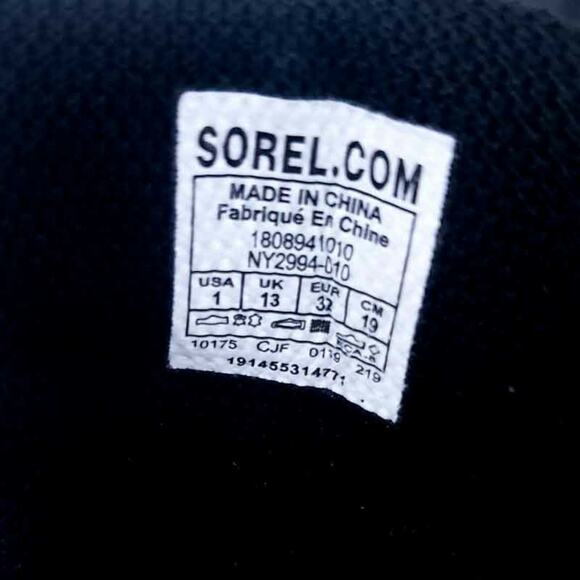 SOREL.COM
MADE IN CHINA
Fabriqué En Chine
1808941010
NY2994-010
USA UK EUR CM
1 13 32 19
10175 CJF 0119 219
191455314771